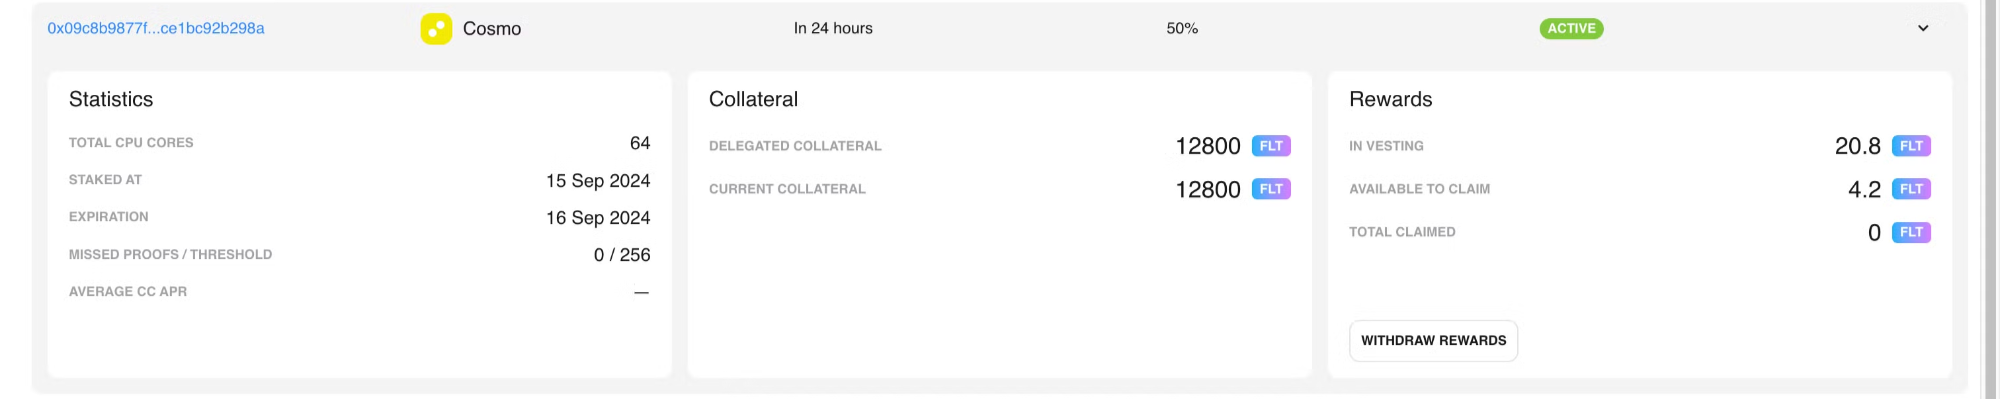 0x09c8b9877f...ce1bc92b298a Cosmo In 24 hours 50% ACTIVE
Statistics
TOTAL CPU CORES 64
STAKED AT 15 Sep 2024
EXPIRATION 16 Sep 2024
MISSED PROOFS / THRESHOLD 0 / 256
AVERAGE CC APR —
Collateral
DELEGATED COLLATERAL 12800 FLT
CURRENT COLLATERAL 12800 FLT
Rewards
IN VESTING 20.8 FLT
AVAILABLE TO CLAIM 4.2 FLT
TOTAL CLAIMED 0 FLT
WITHDRAW REWARDS